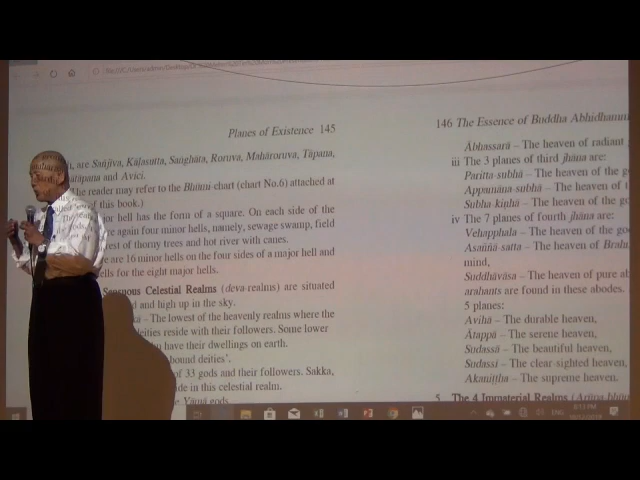 Planes of Existence 145
are Sañjīva, Kāḷasutta, Saṅghāta, Roruva, Mahāroruva, Tāpana,
and Avīci.
The reader may refer to the Bhūmi-chart (chart No.6) attached at
of this book.)
hell has the form of a square. On each side of the
are again four minor hells, namely, sewage swamp, field
of thorny trees and hot river with canes.
are 16 minor hells on the four sides of a major hell and
hells for the eight major hells.
Sensuous Celestial Realms (deva-realms) are situated
and high up in the sky.
– The lowest of the heavenly realms where the
deities reside with their followers. Some lower
have their dwellings on earth.
bound deities'.
of 33 gods and their followers. Sakka,
in this celestial realm.
Yāmā gods.
146 The Essence of Buddha Abhidhamm
Ābhassarā – The heaven of radiant
iii The 3 planes of third jhāna are:
Paritta-subhā – The heaven of the
Appamāna-subhā – The heaven of
Subha-kiṇhā – The heaven of the
iv The 7 planes of fourth jhāna are:
Vehapphala – The heaven of the
Asañña-satta – The heaven of
mind,
Suddhāvāsa – The heaven of pure
arahants are found in these abodes.
5 planes:
Avihā – The durable heaven,
Ātappā – The serene heaven,
Sudassā – The beautiful heaven,
Sudassī – The clear-sighted heaven,
Akaniṭṭha – The supreme heaven.
5 The 4 Immaterial Realms
ENG